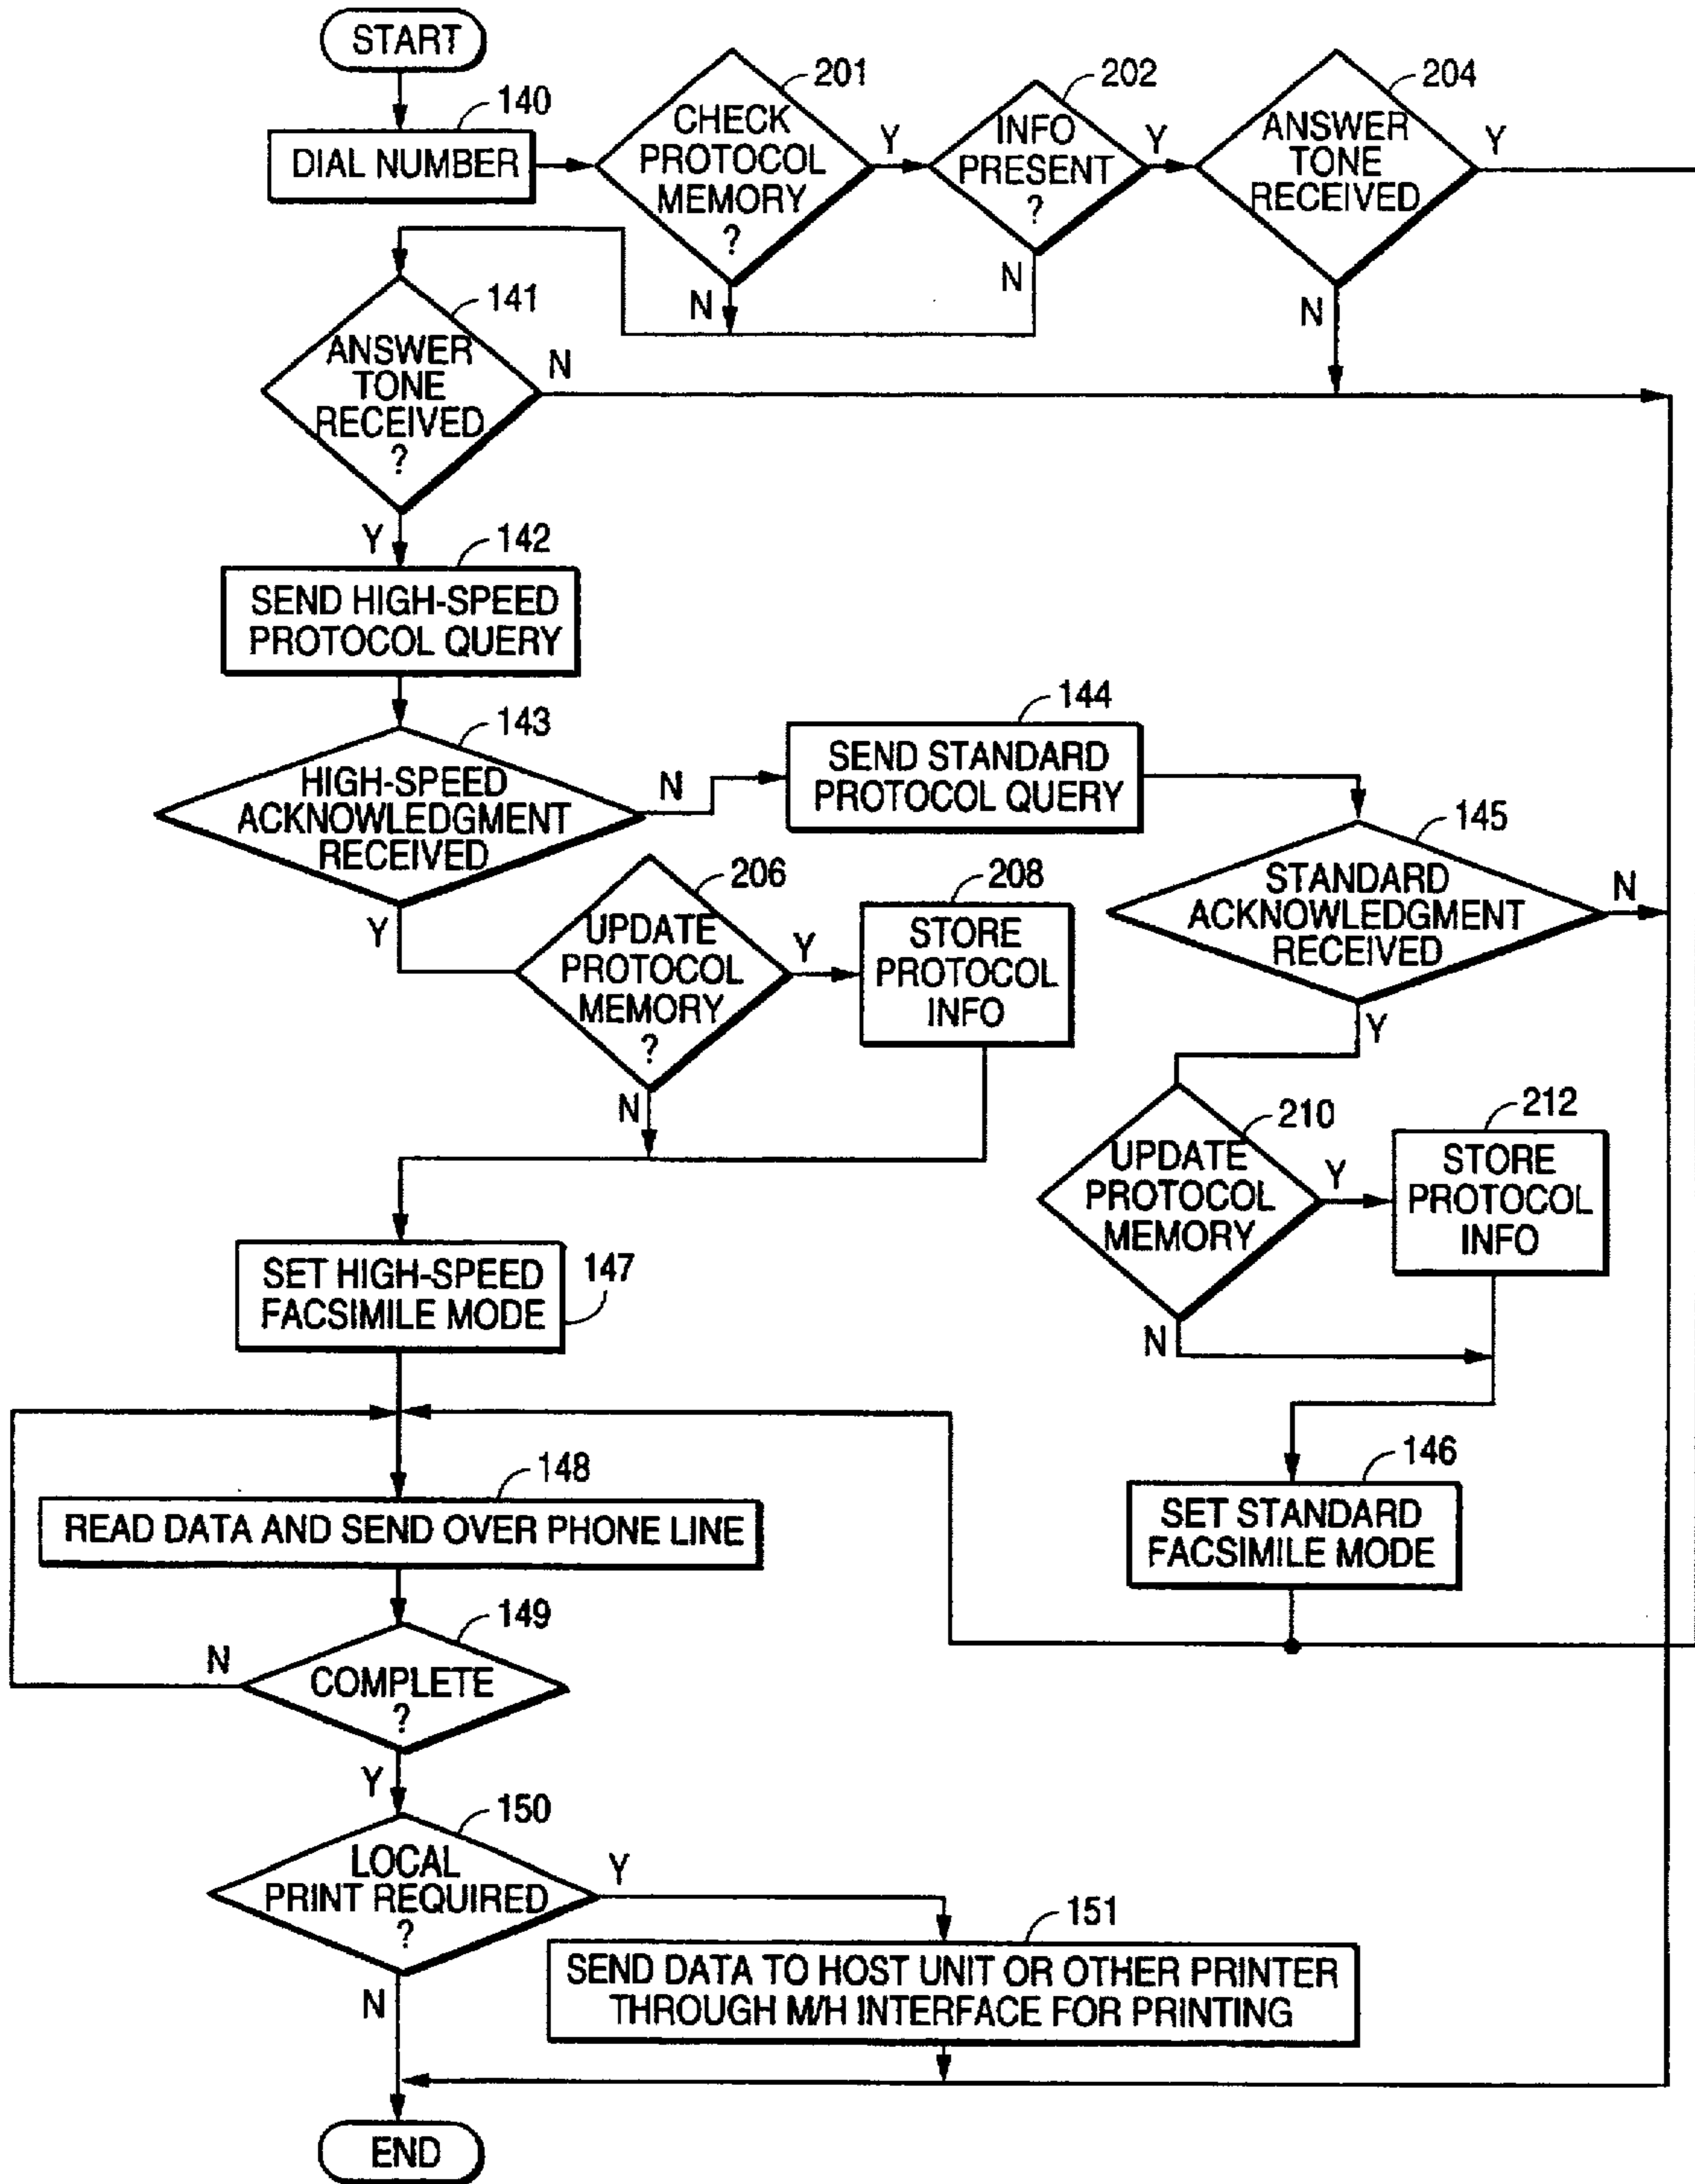 START
140
DIAL NUMBER
201
CHECK
PROTOCOL
MEMORY
?
Y
N
202
INFO
PRESENT
?
Y
N
204
ANSWER
TONE
RECEIVED
Y
N
141
ANSWER
TONE
RECEIVED
?
N
Y
142
SEND HIGH-SPEED
PROTOCOL QUERY
143
HIGH-SPEED
ACKNOWLEDGMENT
RECEIVED
N
Y
144
SEND STANDARD
PROTOCOL QUERY
145
STANDARD
ACKNOWLEDGMENT
RECEIVED
N
Y
206
UPDATE
PROTOCOL
MEMORY
?
Y
N
208
STORE
PROTOCOL
INFO
210
UPDATE
PROTOCOL
MEMORY
Y
N
212
STORE
PROTOCOL
INFO
SET HIGH-SPEED
FACSIMILE MODE
147
146
SET STANDARD
FACSIMILE MODE
148
READ DATA AND SEND OVER PHONE LINE
149
COMPLETE
?
N
Y
150
LOCAL
PRINT REQUIRED
?
Y
N
151
SEND DATA TO HOST UNIT OR OTHER PRINTER
THROUGH M/H INTERFACE FOR PRINTING
END